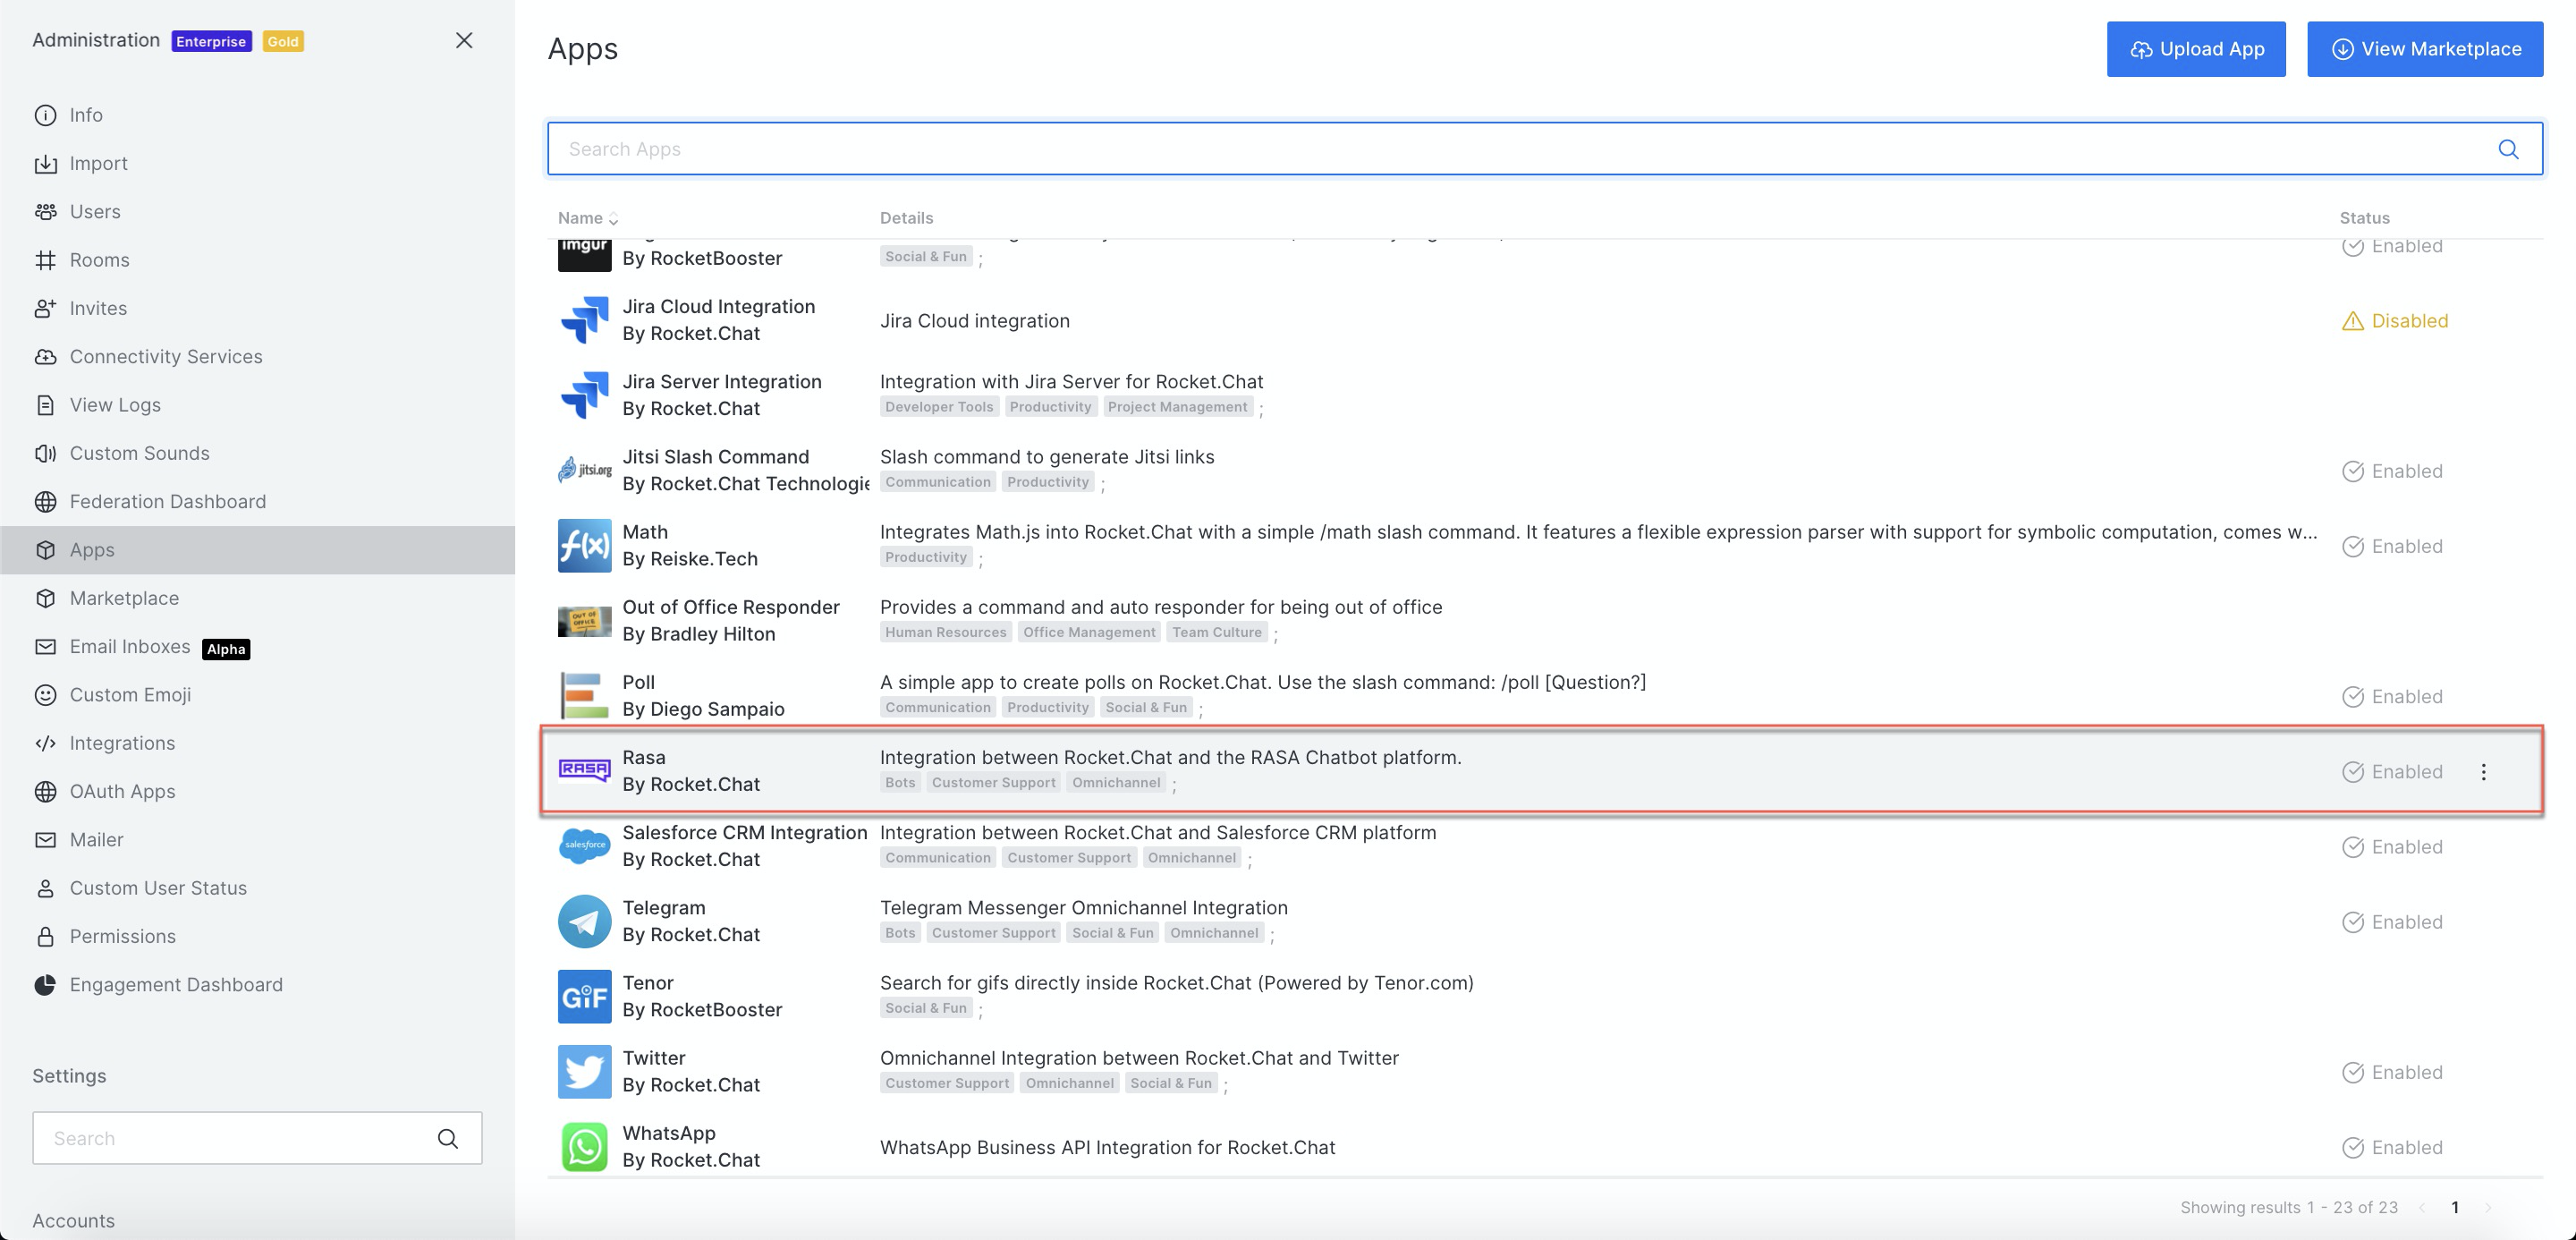 Administration Enterprise Gold
Info
Import
Users
Rooms
Invites
Connectivity Services
View Logs
Custom Sounds
Federation Dashboard
Apps
Marketplace
Email Inboxes Alpha
Custom Emoji
Integrations
OAuth Apps
Mailer
Custom User Status
Permissions
Engagement Dashboard
Settings
Search
Accounts
Apps
Upload App
View Marketplace
Search Apps
Name Details Status
imgur
By RocketBooster
Social & Fun ;
Enabled
Jira Cloud Integration
By Rocket.Chat
Jira Cloud integration
Disabled
Jira Server Integration
By Rocket.Chat
Integration with Jira Server for Rocket.Chat
Developer Tools Productivity Project Management ;
jitsi.org
Jitsi Slash Command
By Rocket.Chat Technologie
Slash command to generate Jitsi links
Communication Productivity ;
Enabled
f(x)
Math
By Reiske.Tech
Integrates Math.js into Rocket.Chat with a simple /math slash command. It features a flexible expression parser with support for symbolic computation, comes w...
Productivity ;
Enabled
OUT OF
OFFICE
Out of Office Responder
By Bradley Hilton
Provides a command and auto responder for being out of office
Human Resources Office Management Team Culture ;
Poll
By Diego Sampaio
A simple app to create polls on Rocket.Chat. Use the slash command: /poll [Question?]
Communication Productivity Social & Fun ;
Enabled
RASA
Rasa
By Rocket.Chat
Integration between Rocket.Chat and the RASA Chatbot platform.
Bots Customer Support Omnichannel ;
Enabled
salesforce
Salesforce CRM Integration
By Rocket.Chat
Integration between Rocket.Chat and Salesforce CRM platform
Communication Customer Support Omnichannel ;
Enabled
Telegram
By Rocket.Chat
Telegram Messenger Omnichannel Integration
Bots Customer Support Social & Fun Omnichannel ;
Enabled
GIF
Tenor
By RocketBooster
Search for gifs directly inside Rocket.Chat (Powered by Tenor.com)
Social & Fun ;
Twitter
By Rocket.Chat
Omnichannel Integration between Rocket.Chat and Twitter
Customer Support Omnichannel Social & Fun ;
Enabled
WhatsApp
By Rocket.Chat
WhatsApp Business API Integration for Rocket.Chat
Enabled
Showing results 1 - 23 of 23 < 1 >